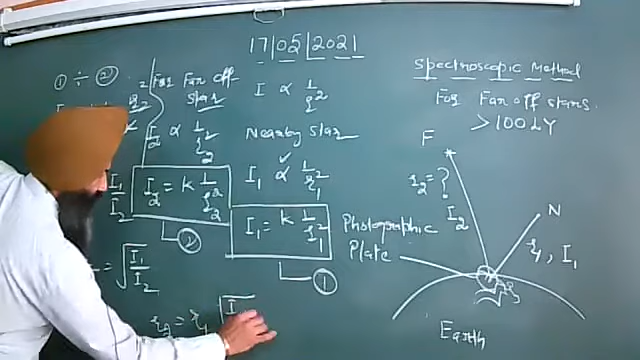 17|05|2021
Spectroscopic Method
For Far off stars.
> 100 LY
① ÷ ②
For Far off
star
I ∝ 1/r²
I₂ ∝ 1/r₂²
Nearby star
I₁ ∝ 1/r₁²
I₁/I₂
I₂ = K 1/r₂²
②
I₁ = K 1/r₁²
①
√(I₁/I₂)
r₂ = r₁ √I
Photographic
Plate
F
r₂ = ?
I₂
N
r₁, I₁
Earth